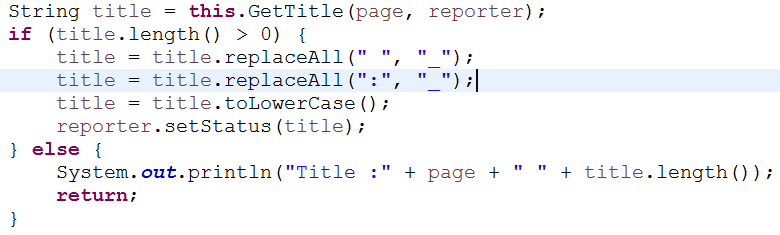 String title = this.GetTitle(page, reporter);
if (title.length() > 0) {
    title = title.replaceAll(" ", "_");
    title = title.replaceAll(":", "_");
    title = title.toLowerCase();
    reporter.setStatus(title);
} else {
    System.out.println("Title :" + page + " " + title.length());
    return;
}